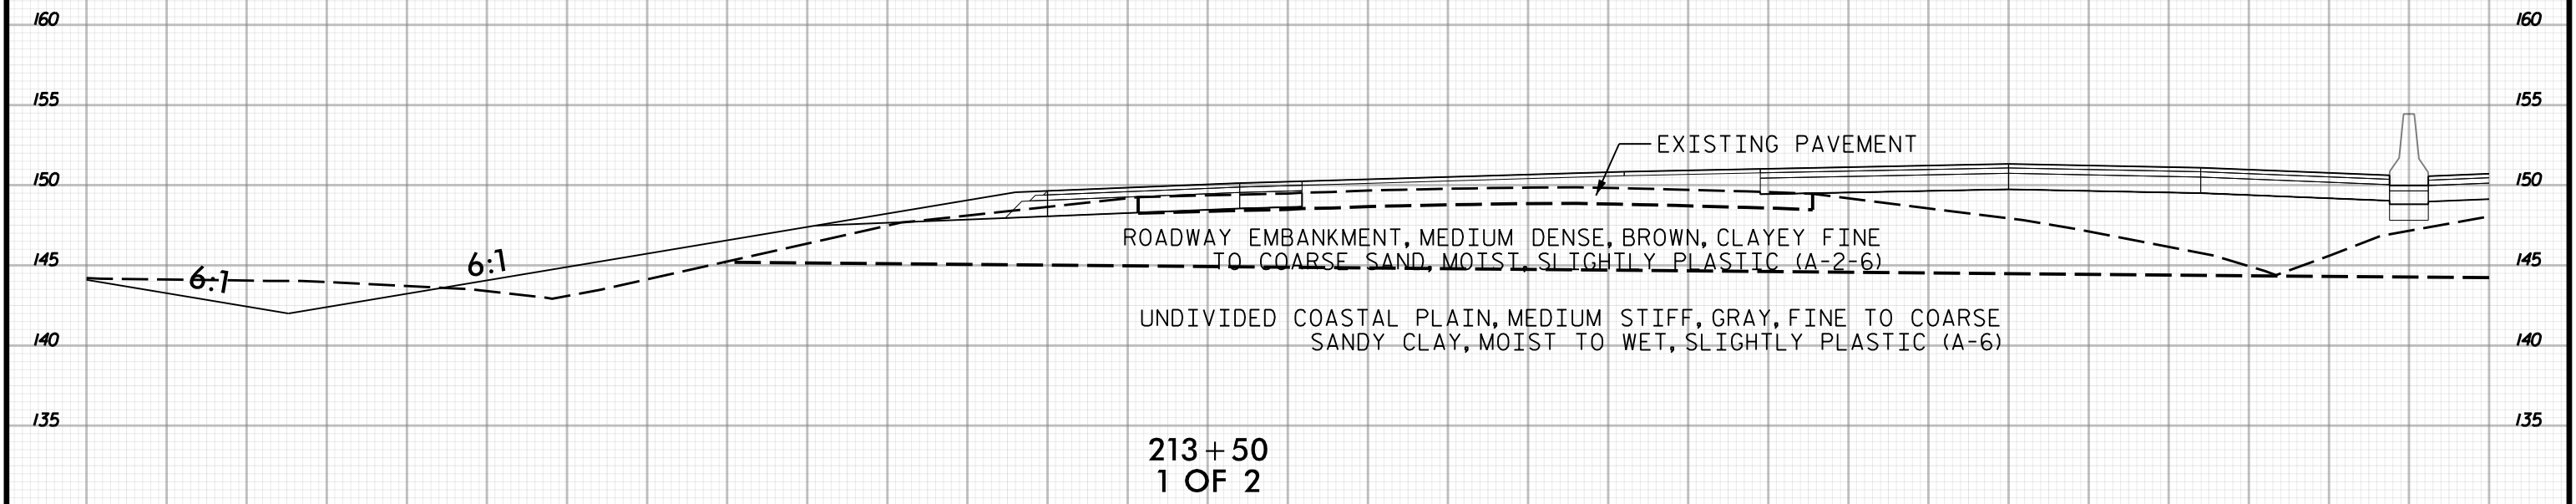 160 160
155 155
EXISTING PAVEMENT
150 150
ROADWAY EMBANKMENT, MEDIUM DENSE, BROWN, CLAYEY FINE
TO COARSE SAND, MOIST, SLIGHTLY PLASTIC (A-2-6)
145 145
6:1
6:1
UNDIVIDED COASTAL PLAIN, MEDIUM STIFF, GRAY, FINE TO COARSE
SANDY CLAY, MOIST TO WET, SLIGHTLY PLASTIC (A-6)
140 140
135 135
213+50
1 OF 2